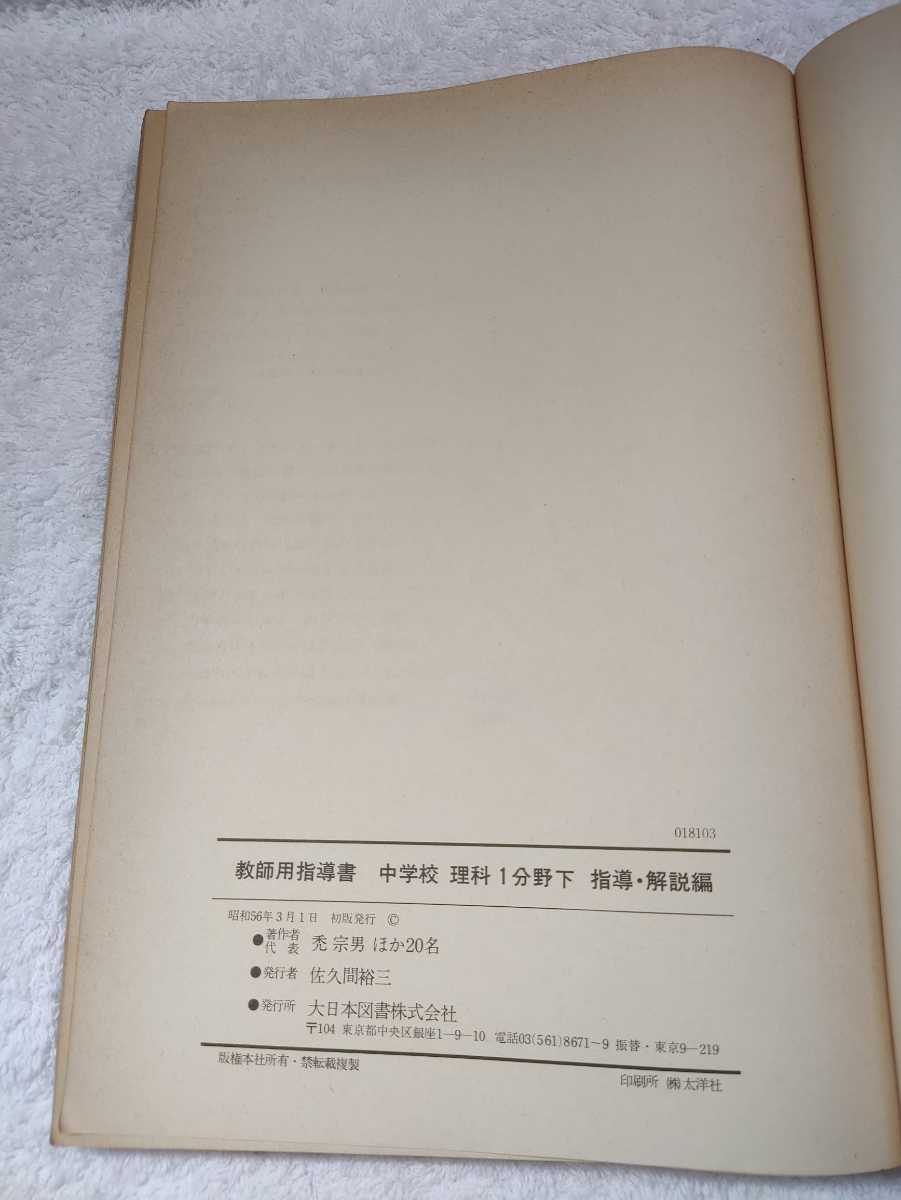 018103
教師用指導書 中学校 理科1分野下 指導・解説編
昭和56年3月1日 初版発行 ©
●著作者代表 禿 宗男 ほか20名
●発行者 佐久間裕三
●発行所 大日本図書株式会社
〒104 東京都中央区銀座1―9―10 電話03(561)8671〜9 振替・東京9―219
版権本社所有・禁転載複製
印刷所 ㈱太洋社